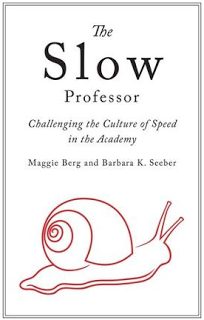 The
Slow
Professor
Challenging the Culture of Speed
in the Academy
Maggie Berg and Barbara K. Seeber